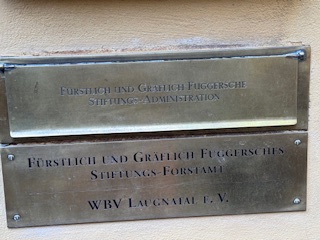 Fürstlich und Gräflich Fuggersche
Stiftungs-Administration
Fürstlich und Gräflich Fuggersches
Stiftungs-Forstamt
WBV Laugnatal e. V.